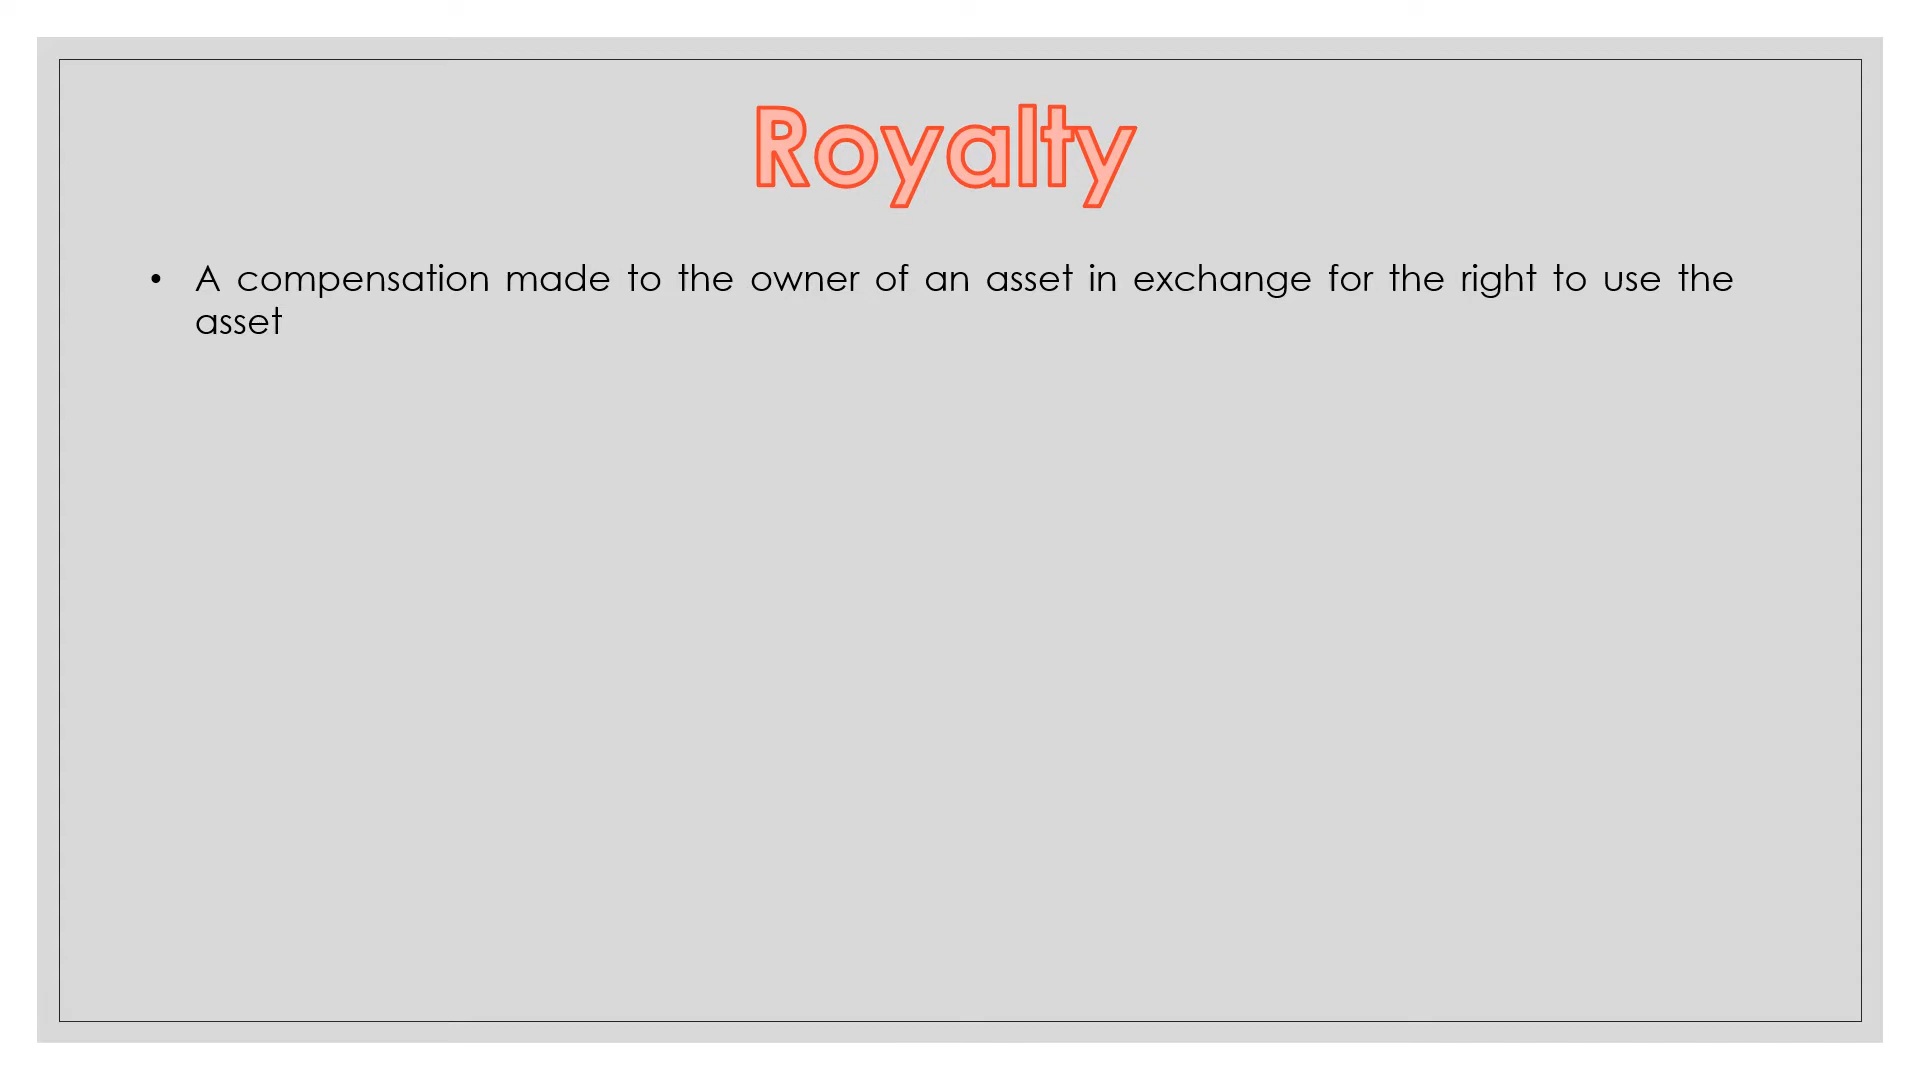 Royalty
• A compensation made to the owner of an asset in exchange for the right to use the
asset